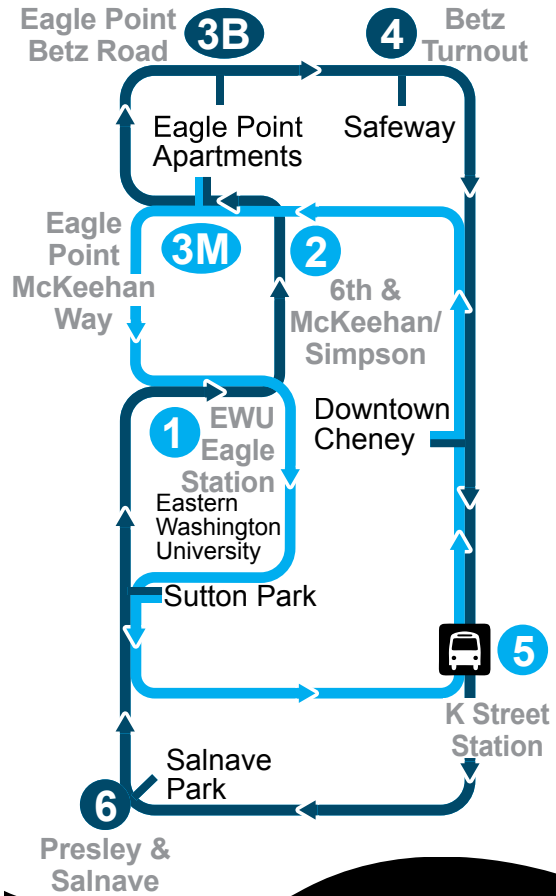 Eagle Point
Betz Road
3B
4
Betz
Turnout
Eagle Point
Apartments
Safeway
Eagle
Point
McKeehan
Way
3M
2
6th &
McKeehan/
Simpson
1
EWU
Eagle
Station
Downtown
Cheney
Eastern
Washington
University
Sutton Park
5
K Street
Station
Salnave
Park
6
Presley &
Salnave